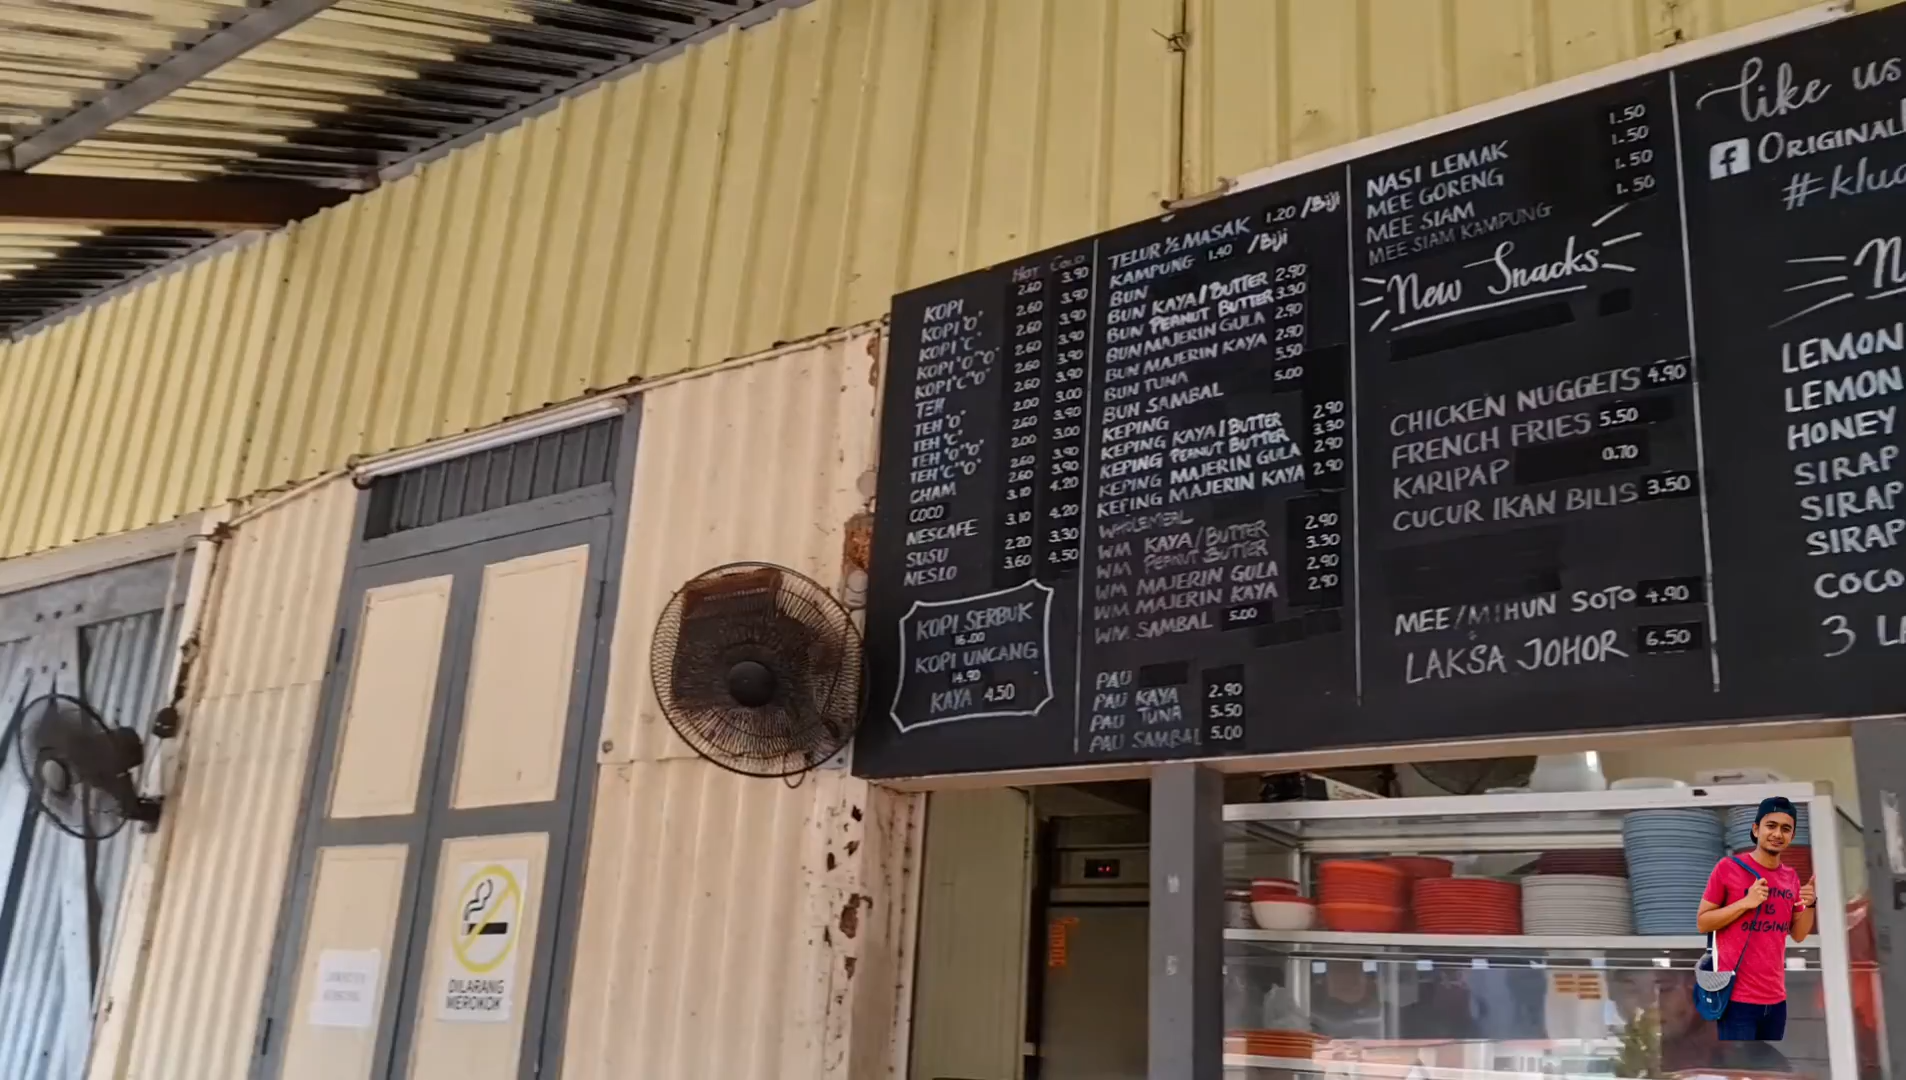 HOT COLD
KOPI 2.60 3.90
KOPI "O" 2.60 3.90
KOPI "C" 2.60 3.90
KOPI "O" "O" 2.60 3.90
KOPI "C" "O" 2.60 3.90
TEH 2.60 3.90
TEH "O" 2.00 3.00
TEH "C" 2.60 3.90
TEH "O" "O" 2.00 3.00
TEH "C" "O" 2.60 3.90
CHAM 2.60 3.90
COCO 3.10 4.20
NESCAFE 3.10 4.20
SUSU 2.20 3.30
NESLO 3.60 4.50
KOPI SERBUK
16.00
KOPI UNCANG
14.90
KAYA 4.50
TELUR ½ MASAK 1.20 /Biji
KAMPUNG 1.40 /Biji
BUN
BUN KAYA/BUTTER 2.90
BUN PEANUT BUTTER 3.30
BUN MAJERIN GULA 2.90
BUN MAJERIN KAYA 2.90
BUN TUNA 5.50
BUN SAMBAL 5.00
KEPING
KEPING KAYA/BUTTER 2.90
KEPING PEANUT BUTTER 3.30
KEPING MAJERIN GULA 2.90
KEPING MAJERIN KAYA 2.90
WHOLEMEAL
WM KAYA/BUTTER 2.90
WM PEANUT BUTTER 3.30
WM MAJERIN GULA 2.90
WM MAJERIN KAYA 2.90
WM SAMBAL 5.00
PAU
PAU KAYA 2.90
PAU TUNA 5.50
PAU SAMBAL 5.00
NASI LEMAK 1.50
MEE GORENG 1.50
MEE SIAM 1.50
MEE SIAM KAMPUNG 1.50
New Snacks
CHICKEN NUGGETS 4.90
FRENCH FRIES 5.50
KARIPAP 0.70
CUCUR IKAN BILIS 3.50
MEE/MIHUN SOTO 4.90
LAKSA JOHOR 6.50
like us
f ORIGINAL
LEMON
LEMON
HONEY
SIRAP
SIRAP
SIRAP
COCO
3
DILARANG
MEROKOK